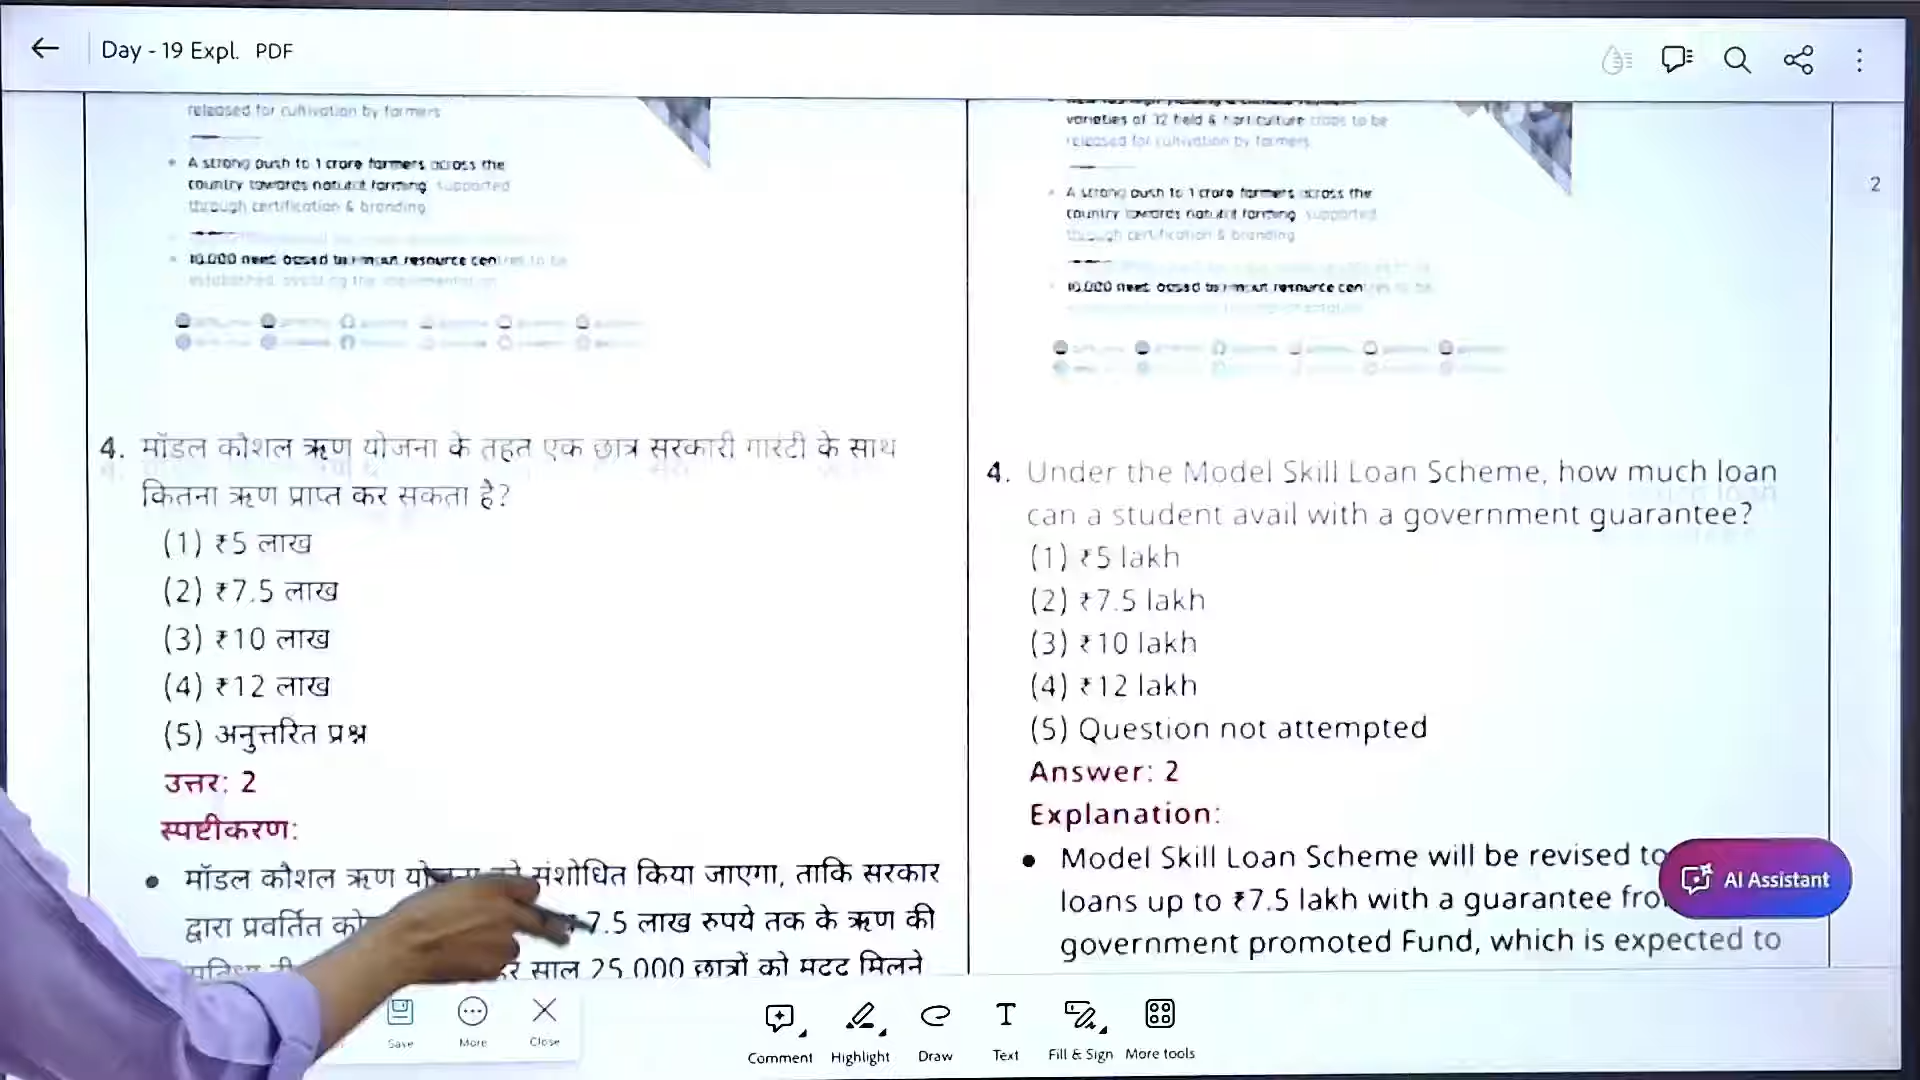 Day - 19 Expl. PDF
released for cultivation by farmers
A strong push to 1 crore farmers across the
country towards natural farming, supported
through certification & branding
10,000 need based resource centres to be
4. मॉडल कौशल ऋण योजना के तहत एक छात्र सरकारी गारंटी के साथ
कितना ऋण प्राप्त कर सकता है?
(1) ₹5 लाख
(2) ₹7.5 लाख
(3) ₹10 लाख
(4) ₹12 लाख
(5) अनुत्तरित प्रश्न
उत्तर: 2
स्पष्टीकरण:
मॉडल कौशल ऋण संशोधित किया जाएगा, ताकि सरकार
द्वारा प्रवर्तित 7.5 लाख रुपये तक के ऋण की
साल 25,000 छात्रों को मदद मिलने
varieties of 32 field & horticulture crops to be
released for cultivation by farmers
A strong push to 1 crore farmers across the
country towards natural farming, supported
through certification & branding
10,000 need based resource centres to be
2
4. Under the Model Skill Loan Scheme, how much loan
can a student avail with a government guarantee?
(1) ₹5 lakh
(2) ₹7.5 lakh
(3) ₹10 lakh
(4) ₹12 lakh
(5) Question not attempted
Answer: 2
Explanation:
Model Skill Loan Scheme will be revised to
loans up to ₹7.5 lakh with a guarantee
government promoted Fund, which is expected to
AI Assistant
Save More Close
Comment Highlight Draw Text Fill & Sign More tools